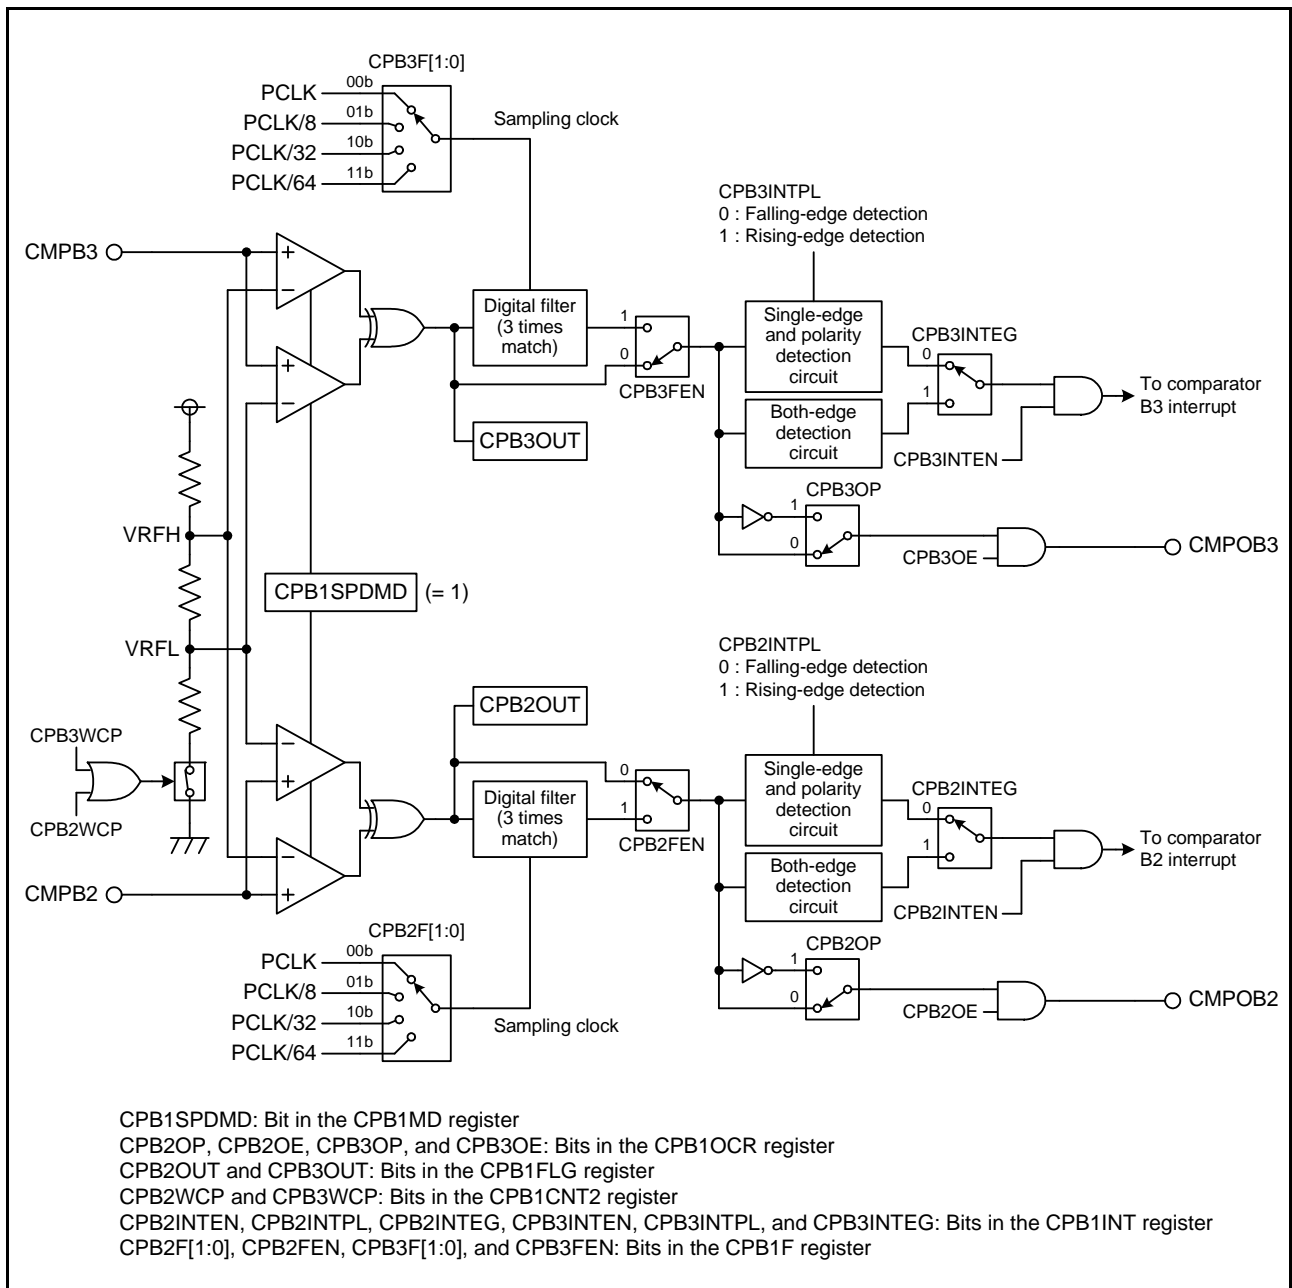 CPB3F[1:0]
PCLK 00b
PCLK/8 01b
PCLK/32 10b
PCLK/64 11b
Sampling clock
CPB3INTPL
0 : Falling-edge detection
1 : Rising-edge detection
CMPB3
+
−
+
−
Digital filter
(3 times
match)
1
0
CPB3FEN
Single-edge
and polarity
detection
circuit
CPB3INTEG
0
1
To comparator
B3 interrupt
Both-edge
detection
circuit
CPB3INTEN
CPB3OUT
CPB3OP
1
0
CPB3OE
CMPOB3
VRFH
CPB1SPDMD (= 1)
VRFL
CPB2INTPL
0 : Falling-edge detection
1 : Rising-edge detection
CPB2OUT
CPB3WCP
CPB2WCP
−
+
−
+
CMPB2
Digital filter
(3 times
match)
0
1
CPB2FEN
Single-edge
and polarity
detection
circuit
CPB2INTEG
0
1
To comparator
B2 interrupt
Both-edge
detection
circuit
CPB2INTEN
CPB2F[1:0]
PCLK 00b
PCLK/8 01b
PCLK/32 10b
PCLK/64 11b
Sampling clock
CPB2OP
1
0
CPB2OE
CMPOB2
CPB1SPDMD: Bit in the CPB1MD register
CPB2OP, CPB2OE, CPB3OP, and CPB3OE: Bits in the CPB1OCR register
CPB2OUT and CPB3OUT: Bits in the CPB1FLG register
CPB2WCP and CPB3WCP: Bits in the CPB1CNT2 register
CPB2INTEN, CPB2INTPL, CPB2INTEG, CPB3INTEN, CPB3INTPL, and CPB3INTEG: Bits in the CPB1INT register
CPB2F[1:0], CPB2FEN, CPB3F[1:0], and CPB3FEN: Bits in the CPB1F register